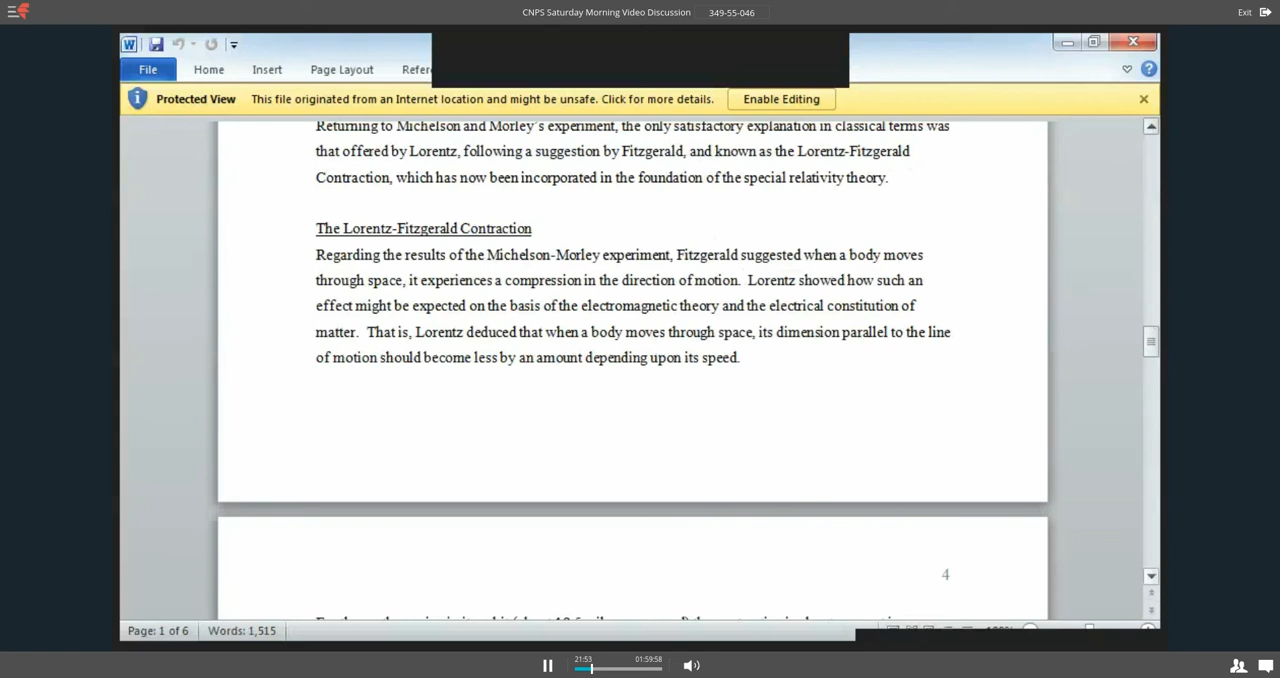 CNPS Saturday Morning Video Discussion 349-55-046 Exit
File Home Insert Page Layout Refer
Protected View This file originated from an Internet location and might be unsafe. Click for more details. Enable Editing
Returning to Michelson and Morley's experiment, the only satisfactory explanation in classical terms was
that offered by Lorentz, following a suggestion by Fitzgerald, and known as the Lorentz-Fitzgerald
Contraction, which has now been incorporated in the foundation of the special relativity theory.
The Lorentz-Fitzgerald Contraction
Regarding the results of the Michelson-Morley experiment, Fitzgerald suggested when a body moves
through space, it experiences a compression in the direction of motion. Lorentz showed how such an
effect might be expected on the basis of the electromagnetic theory and the electrical constitution of
matter. That is, Lorentz deduced that when a body moves through space, its dimension parallel to the line
of motion should become less by an amount depending upon its speed.
4
Page: 1 of 6 Words: 1,515
21:53 01:59:58